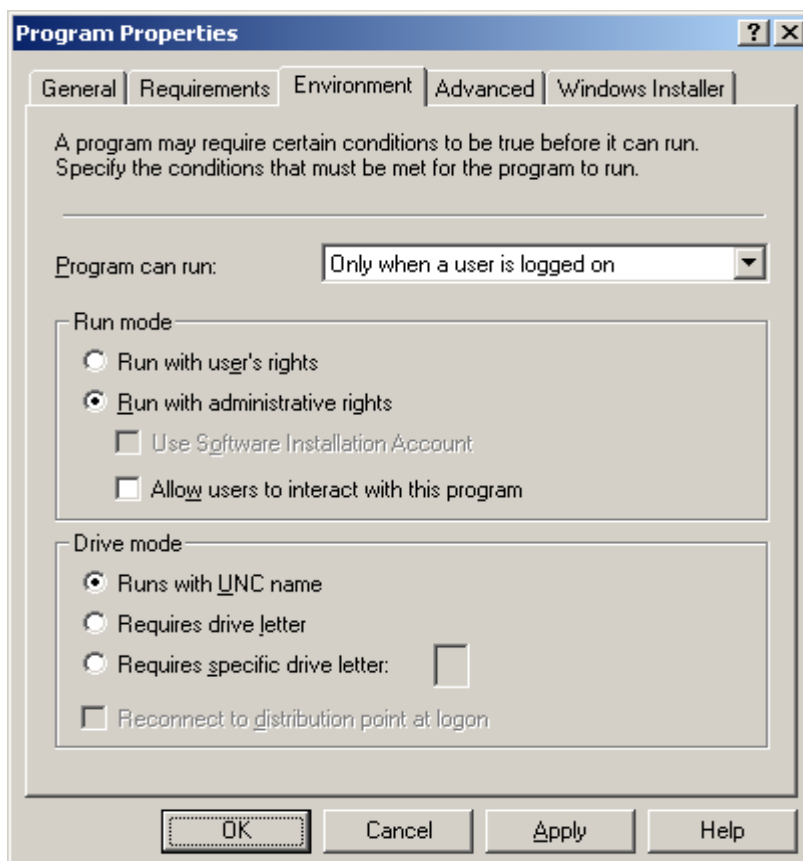 Program Properties
General Requirements Environment Advanced Windows Installer
A program may require certain conditions to be true before it can run.
Specify the conditions that must be met for the program to run.
Program can run: Only when a user is logged on
Run mode
Run with user's rights
Run with administrative rights
Use Software Installation Account
Allow users to interact with this program
Drive mode
Runs with UNC name
Requires drive letter
Requires specific drive letter:
Reconnect to distribution point at logon
OK Cancel Apply Help